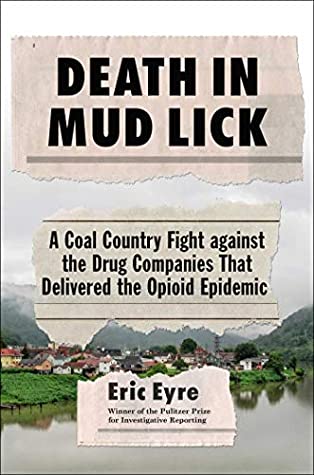 DEATH IN
MUD LICK
A Coal Country Fight against
the Drug Companies That
Delivered the Opioid Epidemic
Eric Eyre
Winner of the Pulitzer Prize
for Investigative Reporting